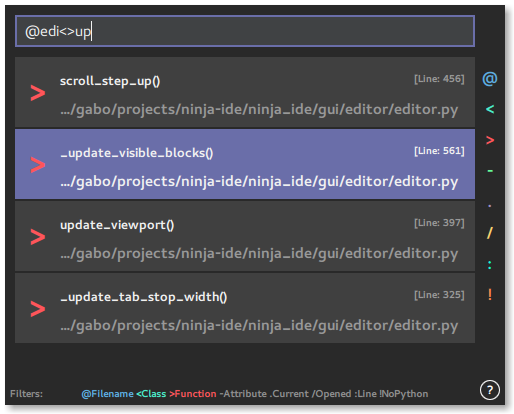 @edi<>up
> scroll_step_up() [Line: 456]
.../gabo/projects/ninja-ide/ninja_ide/gui/editor/editor.py
> _update_visible_blocks() [Line: 561]
.../gabo/projects/ninja-ide/ninja_ide/gui/editor/editor.py
> update_viewport() [Line: 397]
.../gabo/projects/ninja-ide/ninja_ide/gui/editor/editor.py
> _update_tab_stop_width() [Line: 325]
.../gabo/projects/ninja-ide/ninja_ide/gui/editor/editor.py
@
<
>
-
.
/
:
!
Filters: @Filename <Class >Function -Attribute .Current /Opened :Line !NoPython ?